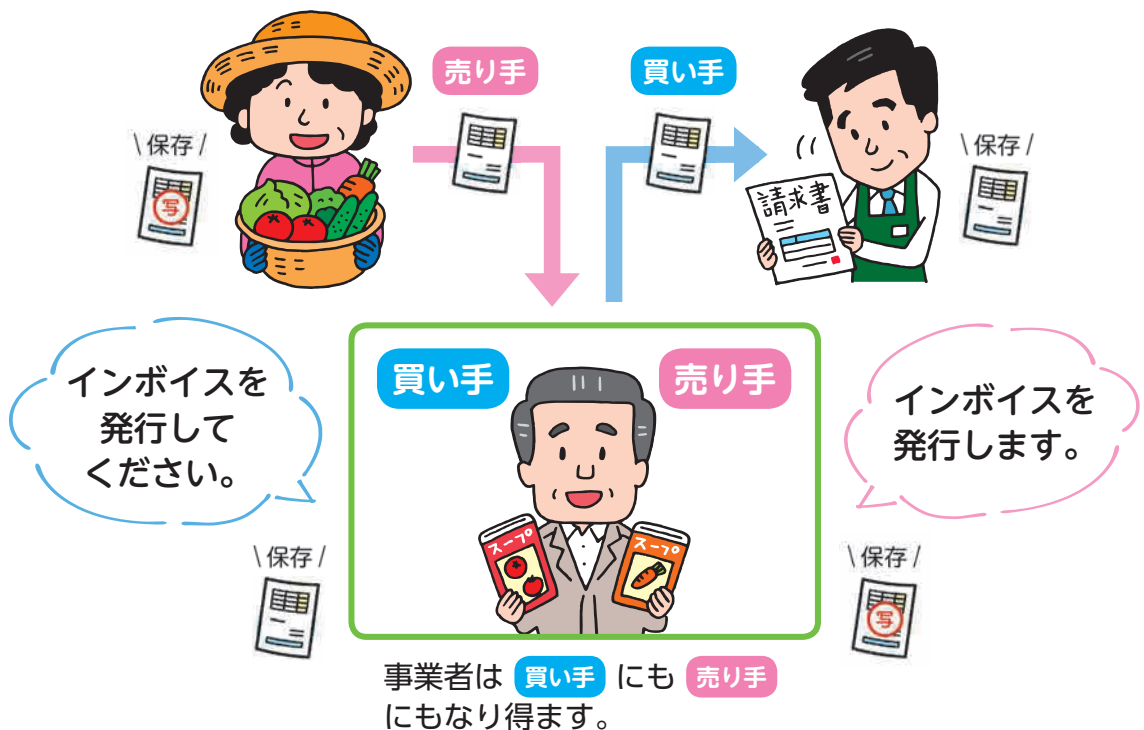 売り手
買い手
\ 保存 /
写
\ 保存 /
請求書
買い手
売り手
インボイスを
発行して
ください。
インボイスを
発行します。
スープ
スープ
\ 保存 /
\ 保存 /
写
事業者は 買い手 にも 売り手
にもなり得ます。